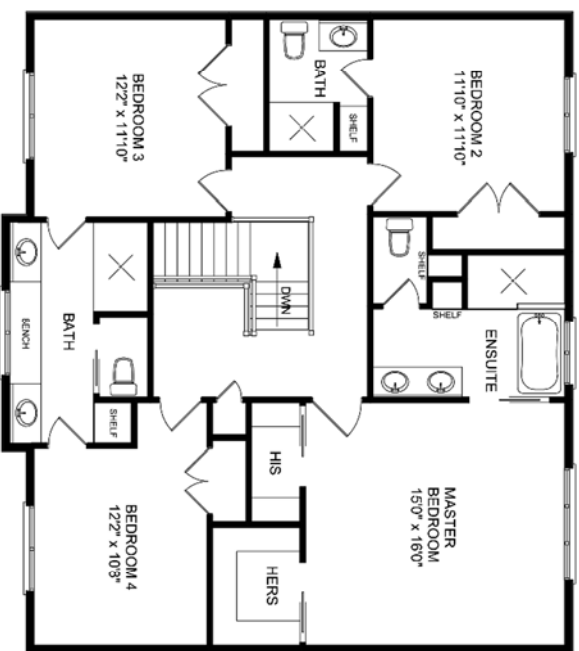 BEDROOM 3
12'2" x 11'10"
BATH
SHELF
BEDROOM 2
11'10" x 11'10"
SHELF
SHELF
DWN
ENSUITE
BATH
BENCH
SHELF
HIS
HERS
MASTER
BEDROOM
15'0" x 16'0"
BEDROOM 4
12'2" x 10'3"